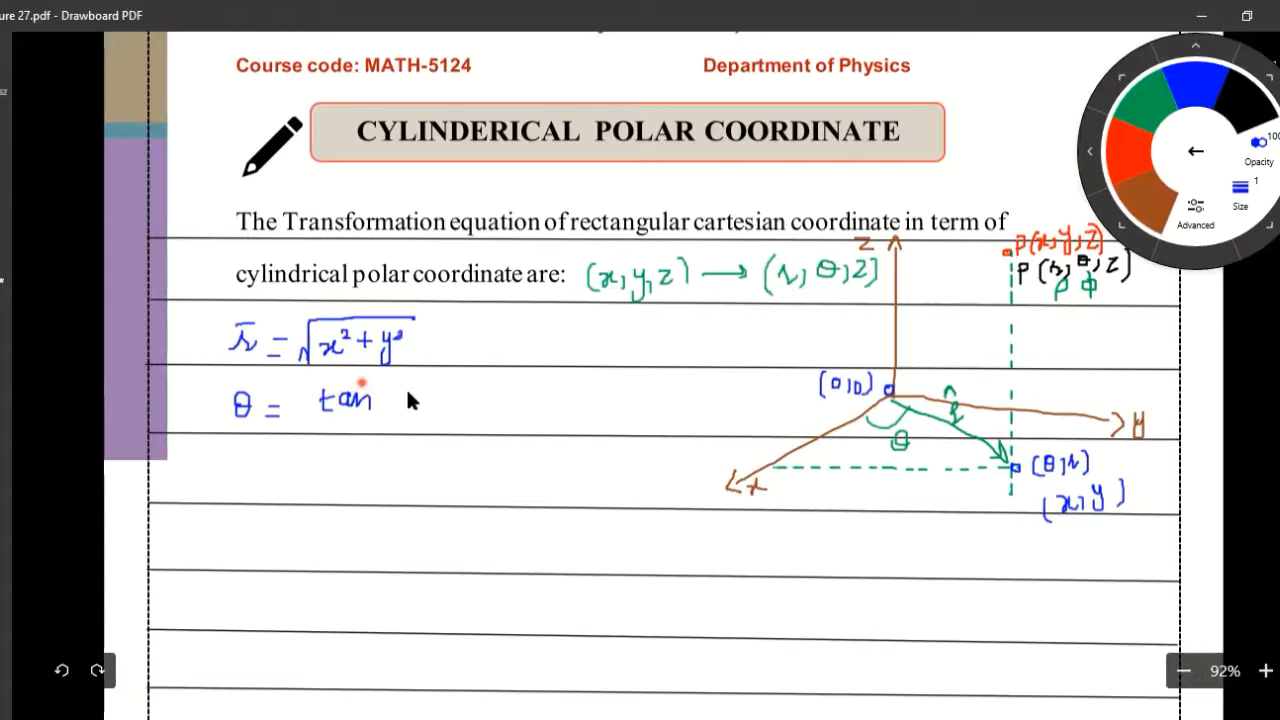 ure 27.pdf - Drawboard PDF
Course code: MATH-5124 Department of Physics
CYLINDERICAL POLAR COORDINATE
The Transformation equation of rectangular cartesian coordinate in term of
cylindrical polar coordinate are: (x,y,z) → (r,θ,z)
z
P(x,y,z)
P(r,θ,z)
ρ φ
r = √x² + y²
θ = tan
(0,0)
r
y
θ
(θ,r)
x
(x,y)
100
Opacity
1
Size
Advanced
92%